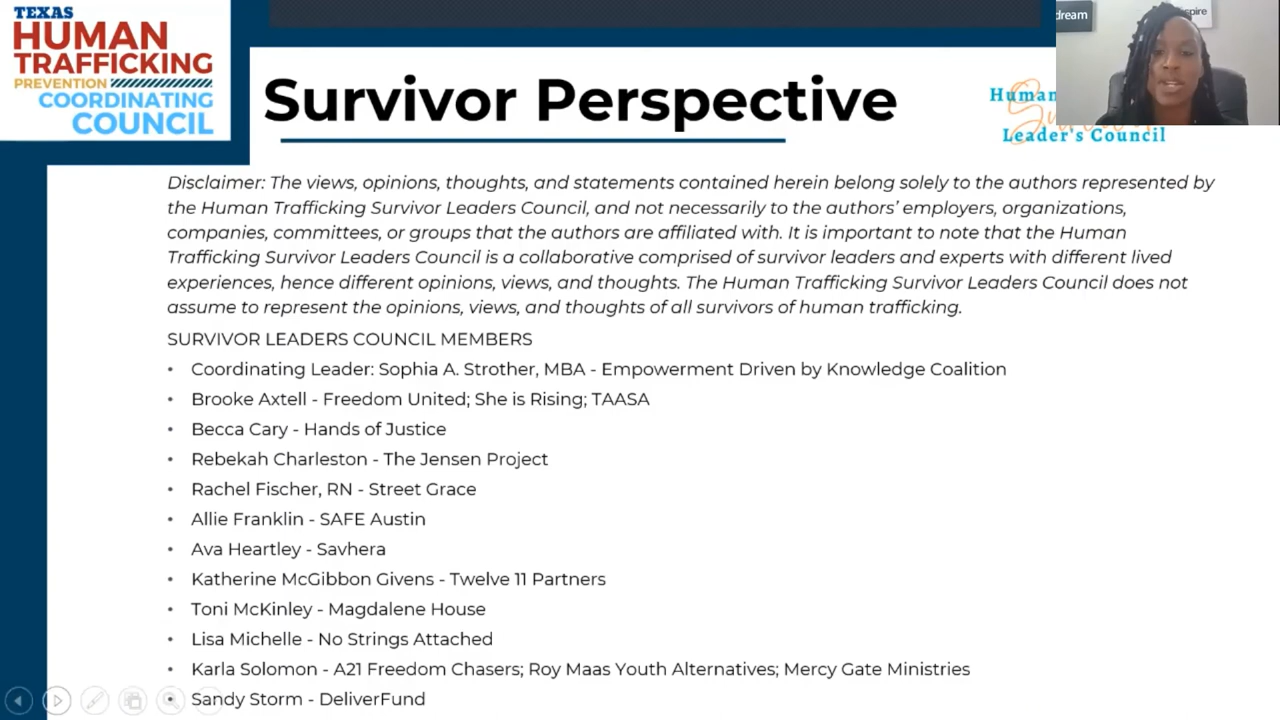 TEXAS
HUMAN
TRAFFICKING
PREVENTION
COORDINATING
COUNCIL
Survivor Perspective
dream
spire
Human
Leader's Council
Disclaimer: The views, opinions, thoughts, and statements contained herein belong solely to the authors represented by
the Human Trafficking Survivor Leaders Council, and not necessarily to the authors' employers, organizations,
companies, committees, or groups that the authors are affiliated with. It is important to note that the Human
Trafficking Survivor Leaders Council is a collaborative comprised of survivor leaders and experts with different lived
experiences, hence different opinions, views, and thoughts. The Human Trafficking Survivor Leaders Council does not
assume to represent the opinions, views, and thoughts of all survivors of human trafficking.
SURVIVOR LEADERS COUNCIL MEMBERS
• Coordinating Leader: Sophia A. Strother, MBA - Empowerment Driven by Knowledge Coalition
• Brooke Axtell - Freedom United; She is Rising; TAASA
• Becca Cary - Hands of Justice
• Rebekah Charleston - The Jensen Project
• Rachel Fischer, RN - Street Grace
• Allie Franklin - SAFE Austin
• Ava Heartley - Savhera
• Katherine McGibbon Givens - Twelve 11 Partners
• Toni McKinley - Magdalene House
• Lisa Michelle - No Strings Attached
• Karla Solomon - A21 Freedom Chasers; Roy Maas Youth Alternatives; Mercy Gate Ministries
• Sandy Storm - DeliverFund